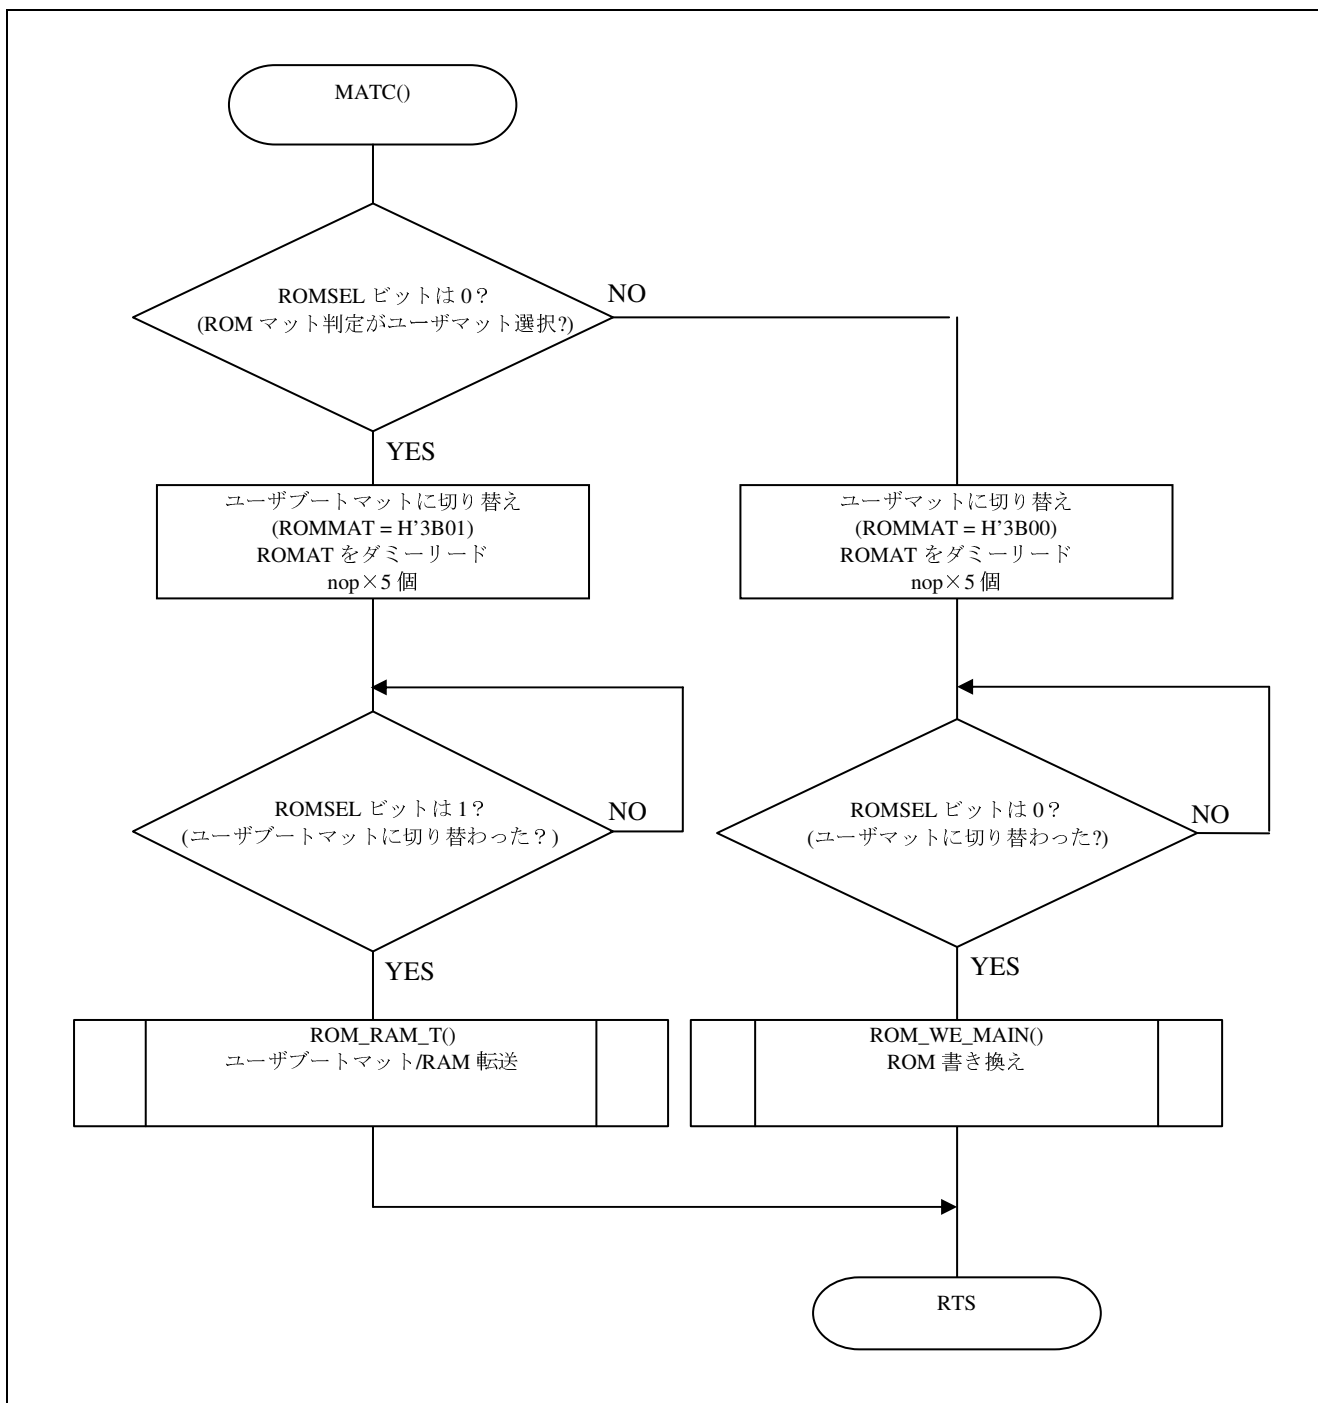 MATC()
ROMSEL ビットは 0？
(ROM マット判定がユーザマット選択?)
NO
YES
ユーザブートマットに切り替え
(ROMMAT = H'3B01)
ROMAT をダミーリード
nop×5 個
ユーザマットに切り替え
(ROMMAT = H'3B00)
ROMAT をダミーリード
nop×5 個
ROMSEL ビットは 1？
(ユーザブートマットに切り替わった？)
NO
YES
ROMSEL ビットは 0？
(ユーザマットに切り替わった?)
NO
YES
ROM_RAM_T()
ユーザブートマット/RAM 転送
ROM_WE_MAIN()
ROM 書き換え
RTS